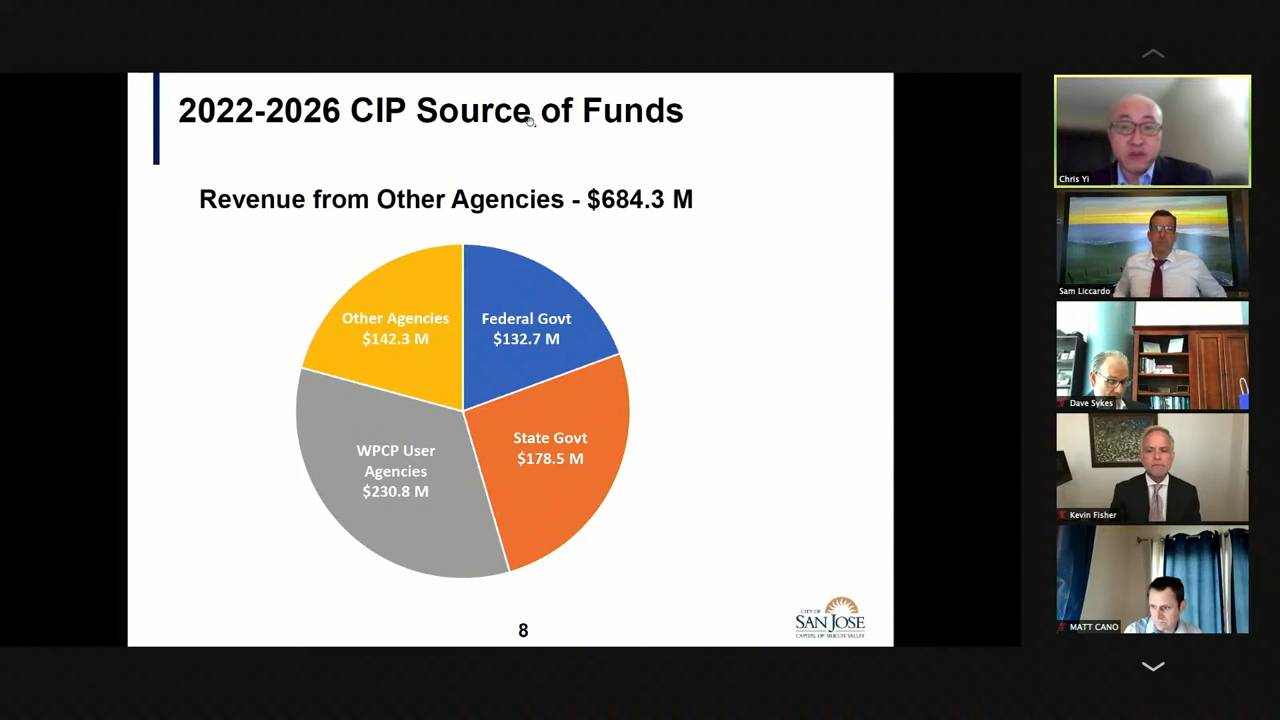 2022-2026 CIP Source of Funds
Revenue from Other Agencies - $684.3 M
Other Agencies
$142.3 M
Federal Govt
$132.7 M
State Govt
$178.5 M
WPCP User
Agencies
$230.8 M
8
CITY OF
SAN JOSE
CAPITAL OF SILICON VALLEY
Chris Yi
Sam Liccardo
Dave Sykes
Kevin Fisher
MATT CANO